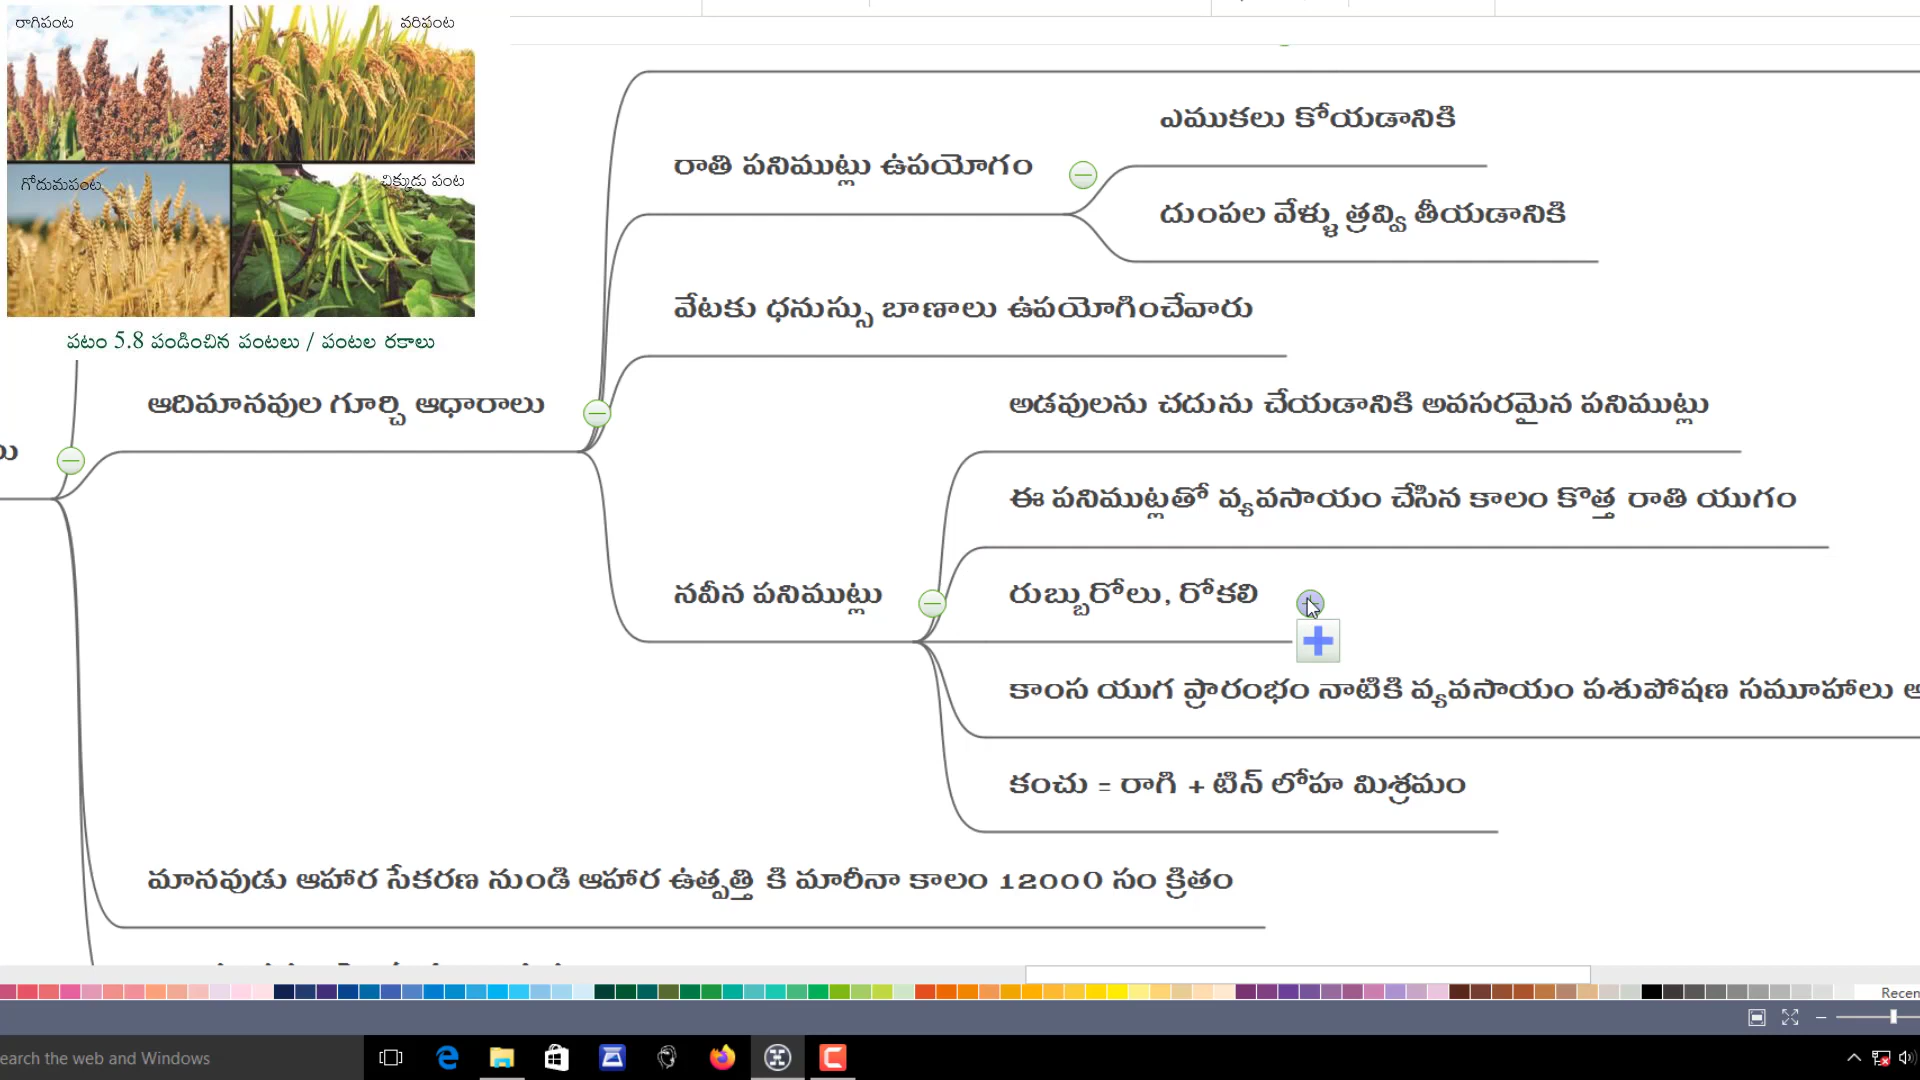 రాగిపంట
వరిపంట
గోదుమపంట
చిక్కుడు పంట
పటం 5.8 పండించిన పంటలు / పంటల రకాలు
ఎముకలు కోయడానికి
రాతి పనిముట్లు ఉపయోగం
దుంపల వేళ్ళు త్రవ్వి తీయడానికి
వేటకు ధనుస్సు బాణాలు ఉపయోగించేవారు
ఆదిమానవుల గూర్చి ఆధారాలు
అడవులను చదును చేయడానికి అవసరమైన పనిముట్లు
ఈ పనిముట్లతో వ్యవసాయం చేసిన కాలం కొత్త రాతి యుగం
నవీన పనిముట్లు
రుబ్బురోలు, రోకలి
కాంస యుగ ప్రారంభం నాటికి వ్యవసాయం పశుపోషణ సమూహాలు
కంచు = రాగి + టిన్ లోహ మిశ్రమం
మానవుడు ఆహార సేకరణ నుండి ఆహార ఉత్పత్తి కి మారీనా కాలం 12000 సం క్రితం
Recen
earch the web and Windows